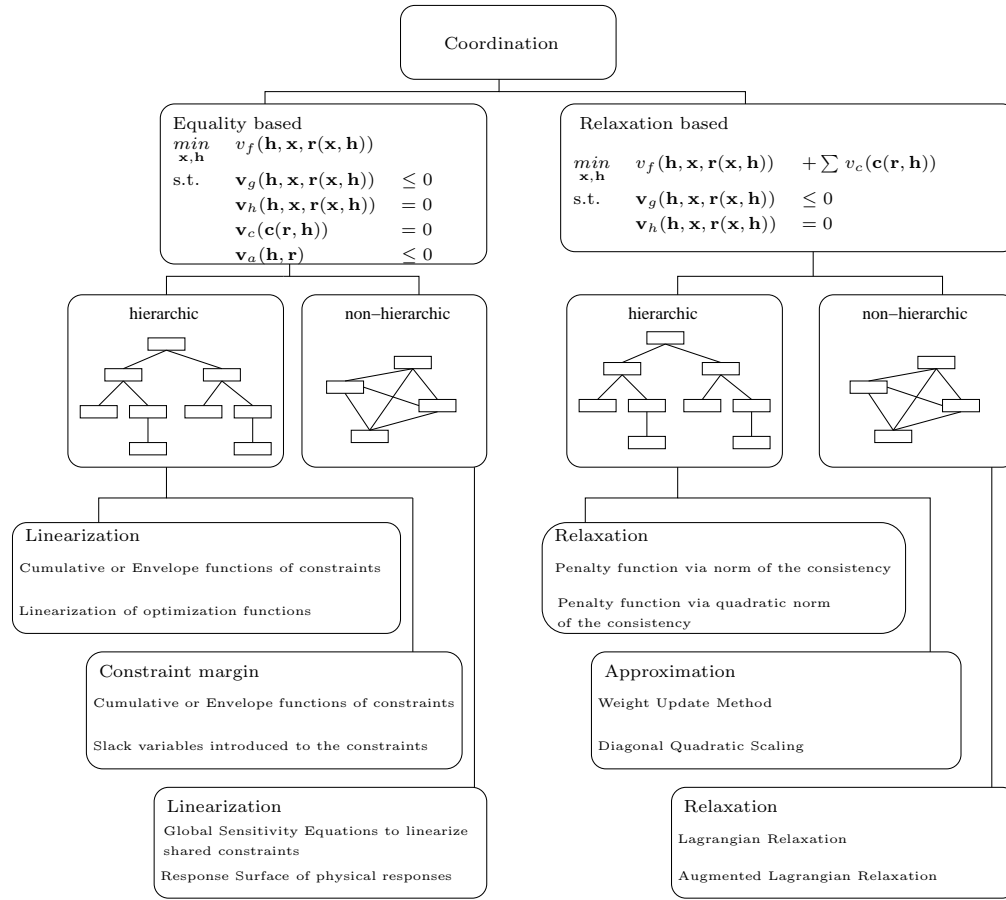 Coordination
Equality based
min x,h v_f(h, x, r(x, h))
s.t. v_g(h, x, r(x, h)) ≤ 0
v_h(h, x, r(x, h)) = 0
v_c(c(r, h)) = 0
v_a(h, r) ≤ 0
Relaxation based
min x,h v_f(h, x, r(x, h)) + ∑ v_c(c(r, h))
s.t. v_g(h, x, r(x, h)) ≤ 0
v_h(h, x, r(x, h)) = 0
hierarchic
non−hierarchic
hierarchic
non−hierarchic
Linearization
Cumulative or Envelope functions of constraints
Linearization of optimization functions
Relaxation
Penalty function via norm of the consistency
Penalty function via quadratic norm
of the consistency
Constraint margin
Cumulative or Envelope functions of constraints
Slack variables introduced to the constraints
Approximation
Weight Update Method
Diagonal Quadratic Scaling
Linearization
Global Sensitivity Equations to linearize
shared constraints
Response Surface of physical responses
Relaxation
Lagrangian Relaxation
Augmented Lagrangian Relaxation